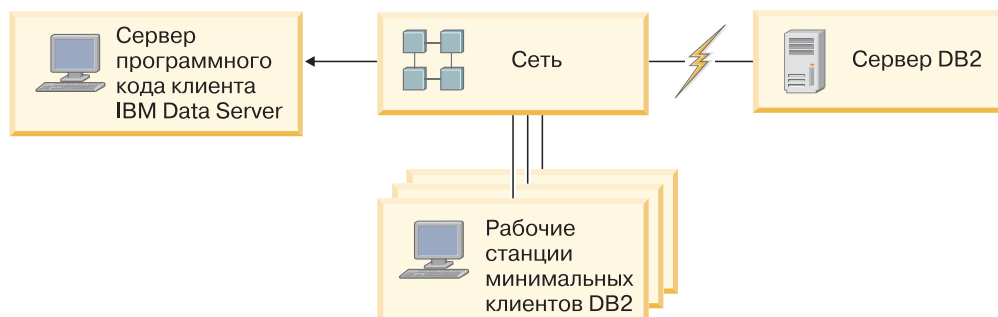 Сервер
программного
кода клиента
IBM Data Server
Сеть
Сервер DB2
Рабочие
станции
минимальных
клиентов DB2